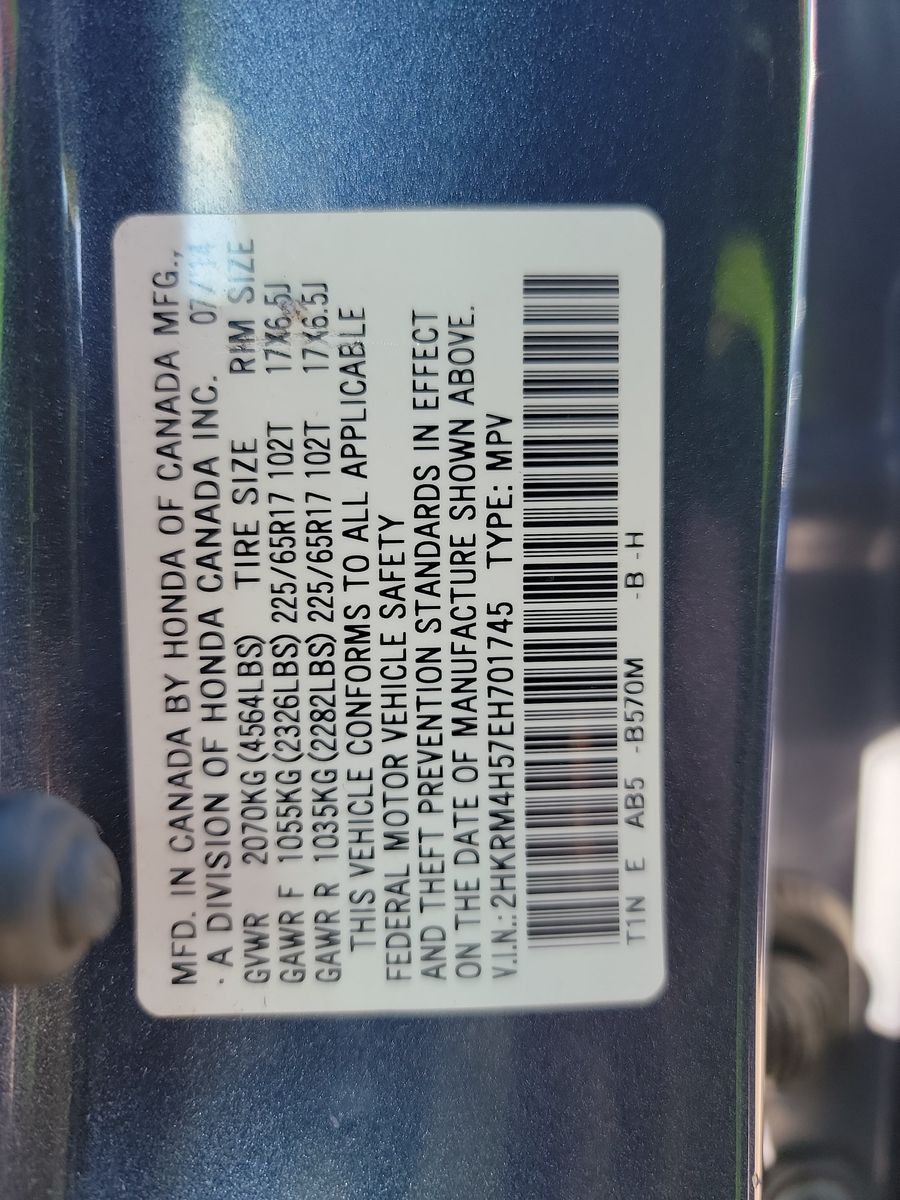 MFD. IN CANADA BY HONDA OF CANADA MFG.,
A DIVISION OF HONDA CANADA INC. 07/14
GVWR 2070KG(4564LBS) TIRE SIZE RIM SIZE
GAWR F 1055KG(2326LBS) 225/65R17 102T 17X6.5J
GAWR R 1035KG(2282LBS) 225/65R17 102T 17X6.5J
THIS VEHICLE CONFORMS TO ALL APPLICABLE
FEDERAL MOTOR VEHICLE SAFETY
AND THEFT PREVENTION STANDARDS IN EFFECT
ON THE DATE OF MANUFACTURE SHOWN ABOVE.
V.I.N.: 2HKRM4H57EH701745 TYPE: MPV
T1N E AB5 -B570M -B -H